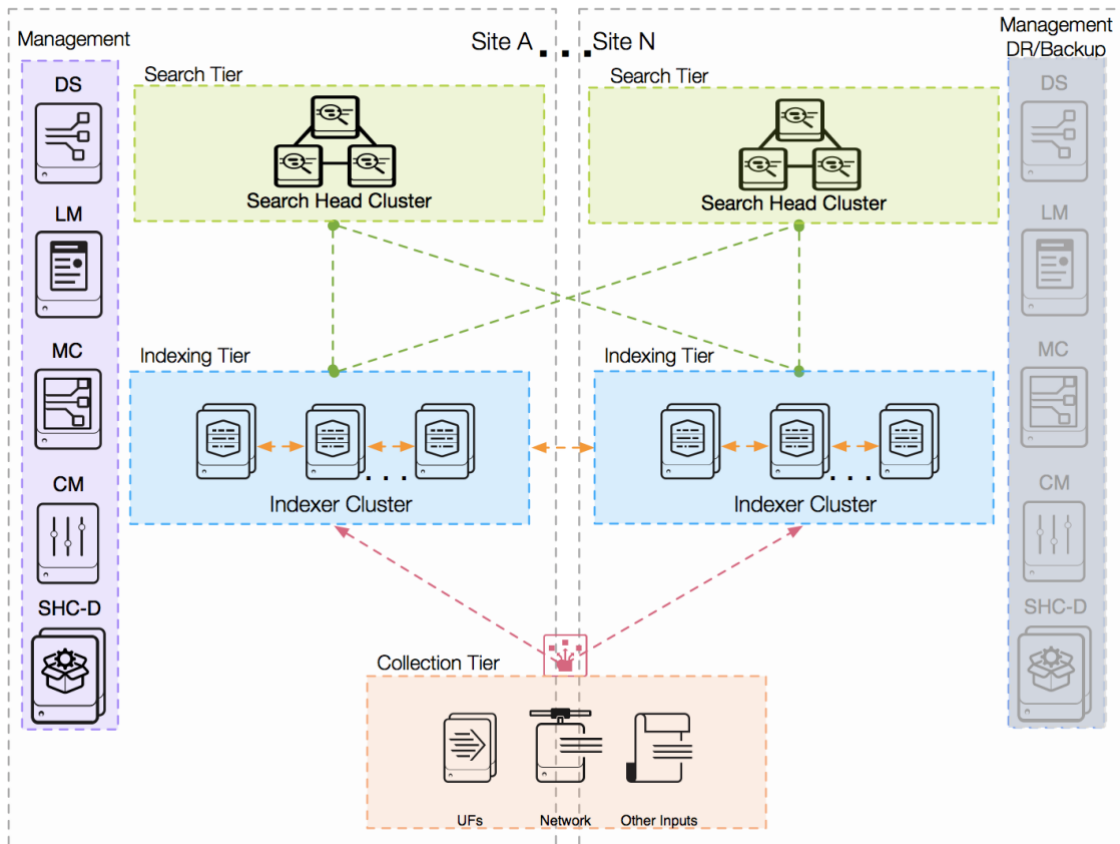 Management
Site A . . . Site N
Management
DR/Backup
Search Tier
Search Tier
DS
DS
Search Head Cluster
Search Head Cluster
LM
LM
Indexing Tier
Indexing Tier
MC
MC
. . .
. . .
CM
CM
Indexer Cluster
Indexer Cluster
SHC-D
SHC-D
Collection Tier
UFs
Network
Other Inputs